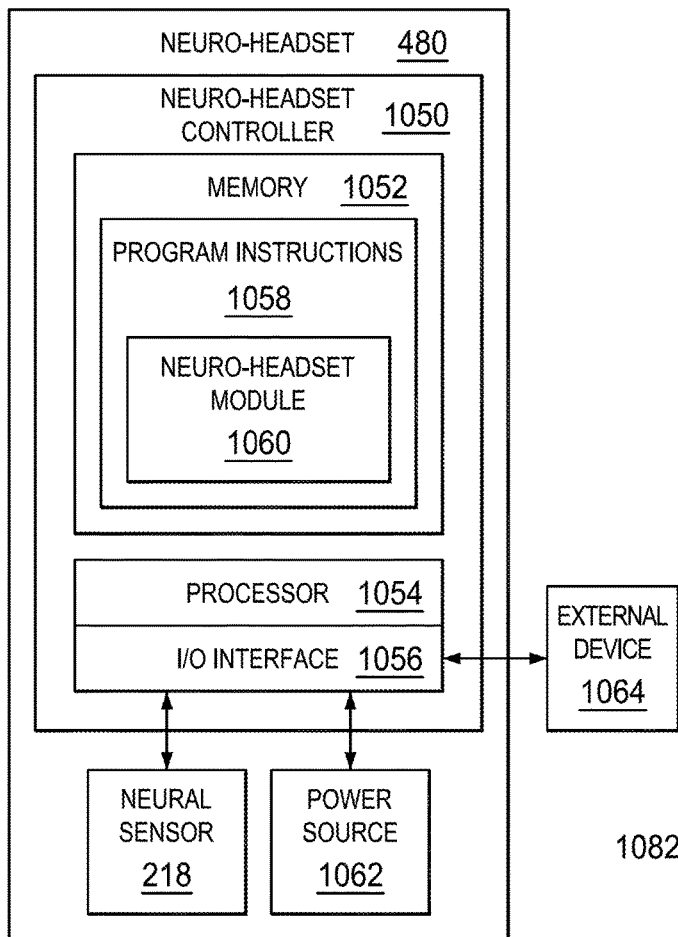 NEURO-HEADSET 480
NEURO-HEADSET
CONTROLLER 1050
MEMORY 1052
PROGRAM INSTRUCTIONS
1058
NEURO-HEADSET
MODULE
1060
PROCESSOR 1054
I/O INTERFACE 1056
EXTERNAL
DEVICE
1064
NEURAL
SENSOR
218
POWER
SOURCE
1062
1082